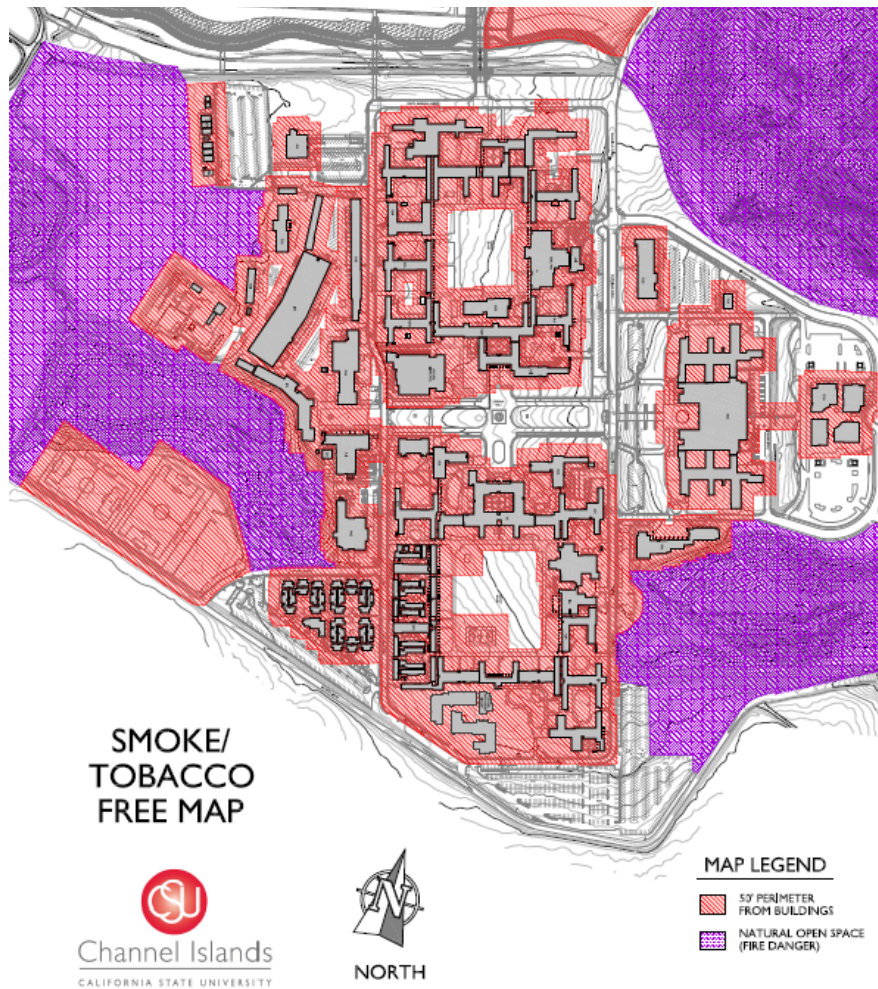 SMOKE/
TOBACCO
FREE MAP
CSU
Channel Islands
CALIFORNIA STATE UNIVERSITY
N
NORTH
MAP LEGEND
50' PERIMETER
FROM BUILDINGS
NATURAL OPEN SPACE
(FIRE DANGER)